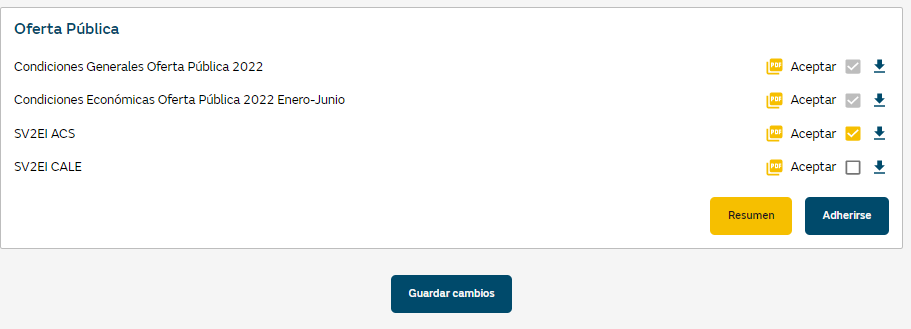 Oferta Pública
Condiciones Generales Oferta Pública 2022 PDF Aceptar
Condiciones Económicas Oferta Pública 2022 Enero-Junio PDF Aceptar
SV2EI ACS PDF Aceptar
SV2EI CALE PDF Aceptar
Resumen Adherirse
Guardar cambios